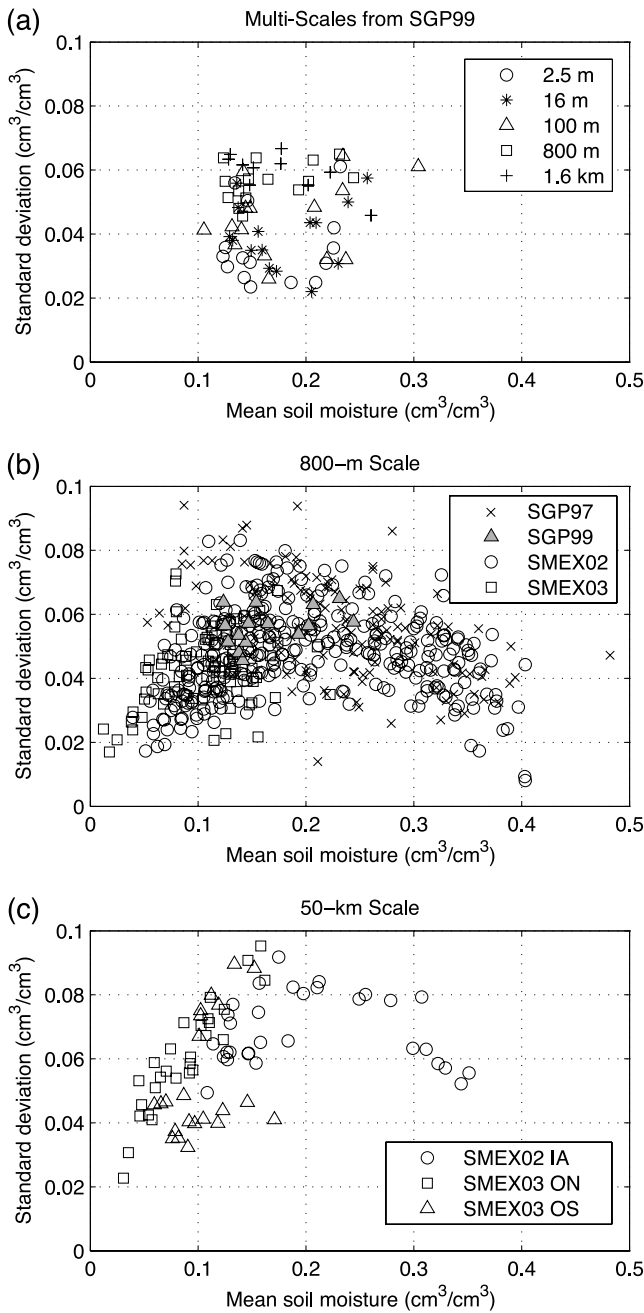 (a)
Multi-Scales from SGP99
0.1
0.08
0.06
0.04
0.02
0
Standard deviation (cm³/cm³)
2.5 m
16 m
100 m
800 m
1.6 km
0 0.1 0.2 0.3 0.4 0.5
Mean soil moisture (cm³/cm³)
(b)
800–m Scale
0.1
0.08
0.06
0.04
0.02
0
Standard deviation (cm³/cm³)
SGP97
SGP99
SMEX02
SMEX03
0 0.1 0.2 0.3 0.4 0.5
Mean soil moisture (cm³/cm³)
(c)
50–km Scale
0.1
0.08
0.06
0.04
0.02
0
Standard deviation (cm³/cm³)
SMEX02 IA
SMEX03 ON
SMEX03 OS
0 0.1 0.2 0.3 0.4 0.5
Mean soil moisture (cm³/cm³)